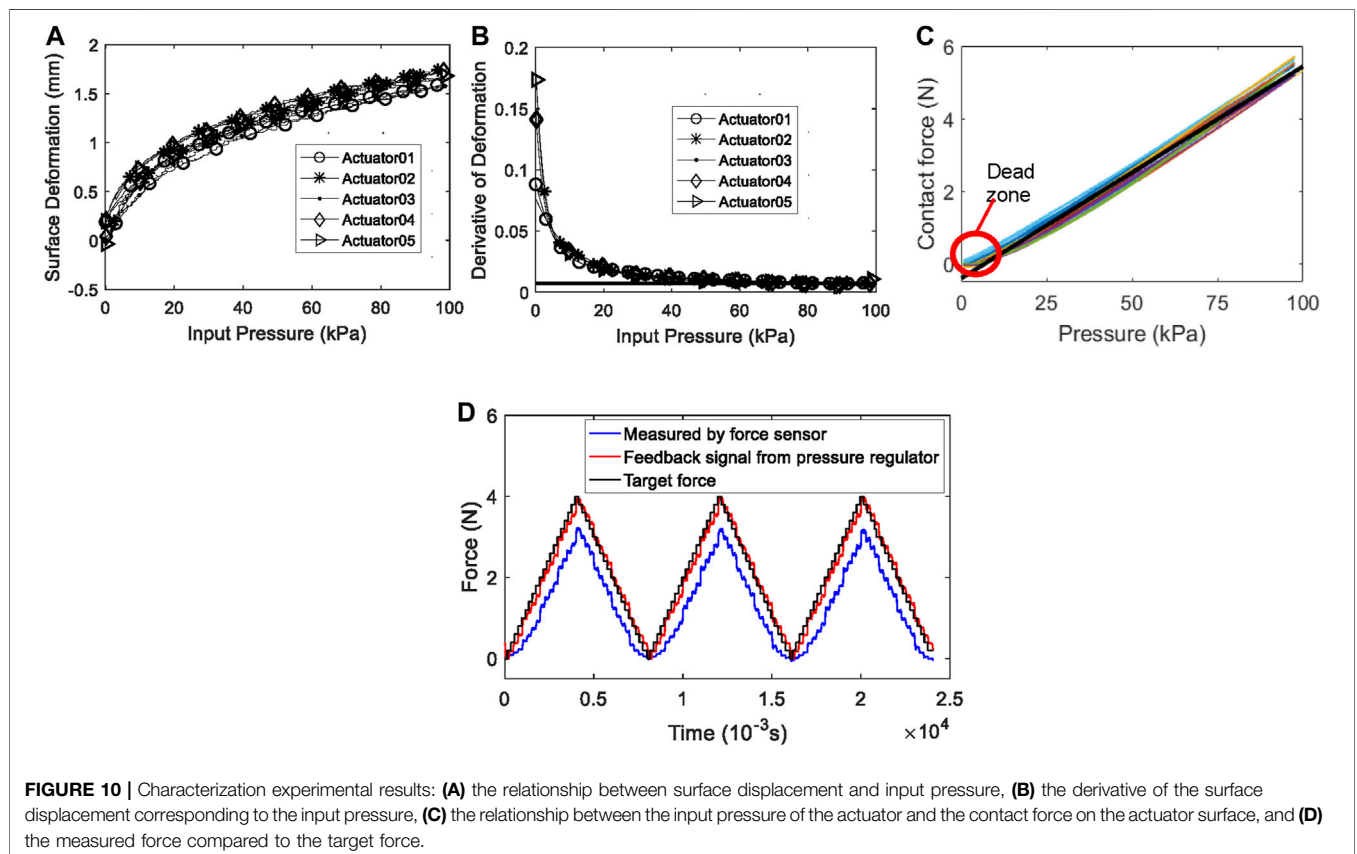 A
Surface Deformation (mm)
2
1.5
1
0.5
0
-0.5
0 20 40 60 80 100
Input Pressure (kPa)
Actuator01
Actuator02
Actuator03
Actuator04
Actuator05
B
Derivative of Deformation
0.2
0.15
0.1
0.05
0
0 20 40 60 80 100
Input Pressure (kPa)
Actuator01
Actuator02
Actuator03
Actuator04
Actuator05
C
Contact force (N)
6
4
2
0
0 25 50 75 100
Pressure (kPa)
Dead
zone
D
Force (N)
6
4
2
0
0 0.5 1 1.5 2 2.5
Time (10⁻³s)
×10⁴
Measured by force sensor
Feedback signal from pressure regulator
Target force
FIGURE 10 | Characterization experimental results: (A) the relationship between surface displacement and input pressure, (B) the derivative of the surface
displacement corresponding to the input pressure, (C) the relationship between the input pressure of the actuator and the contact force on the actuator surface, and (D)
the measured force compared to the target force.